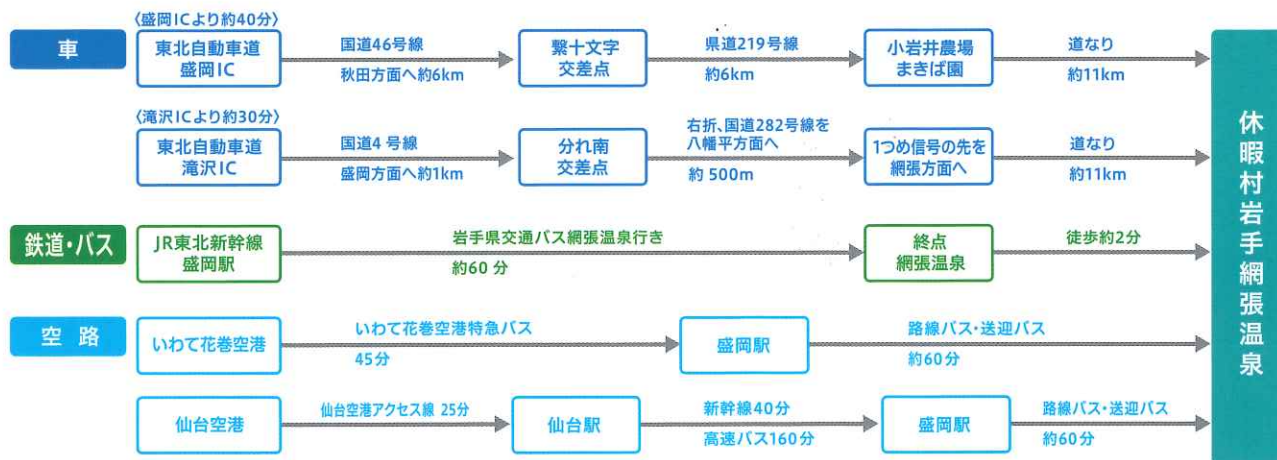 〈盛岡ICより約40分〉
車
東北自動車道
盛岡IC
国道46号線
秋田方面へ約6km
繋十文字
交差点
県道219号線
約6km
小岩井農場
まきば園
道なり
約11km
〈滝沢ICより約30分〉
東北自動車道
滝沢IC
国道4号線
盛岡方面へ約1km
分れ南
交差点
右折、国道282号線を
八幡平方面へ
約 500m
1つめ信号の先を
網張方面へ
道なり
約11km
鉄道・バス
JR東北新幹線
盛岡駅
岩手県交通バス網張温泉行き
約60 分
終点
網張温泉
徒歩約2分
空 路
いわて花巻空港
いわて花巻空港特急バス
45分
盛岡駅
路線バス・送迎バス
約60分
仙台空港
仙台空港アクセス線 25分
仙台駅
新幹線40分
高速バス160分
盛岡駅
路線バス・送迎バス
約60分
休暇村岩手網張温泉